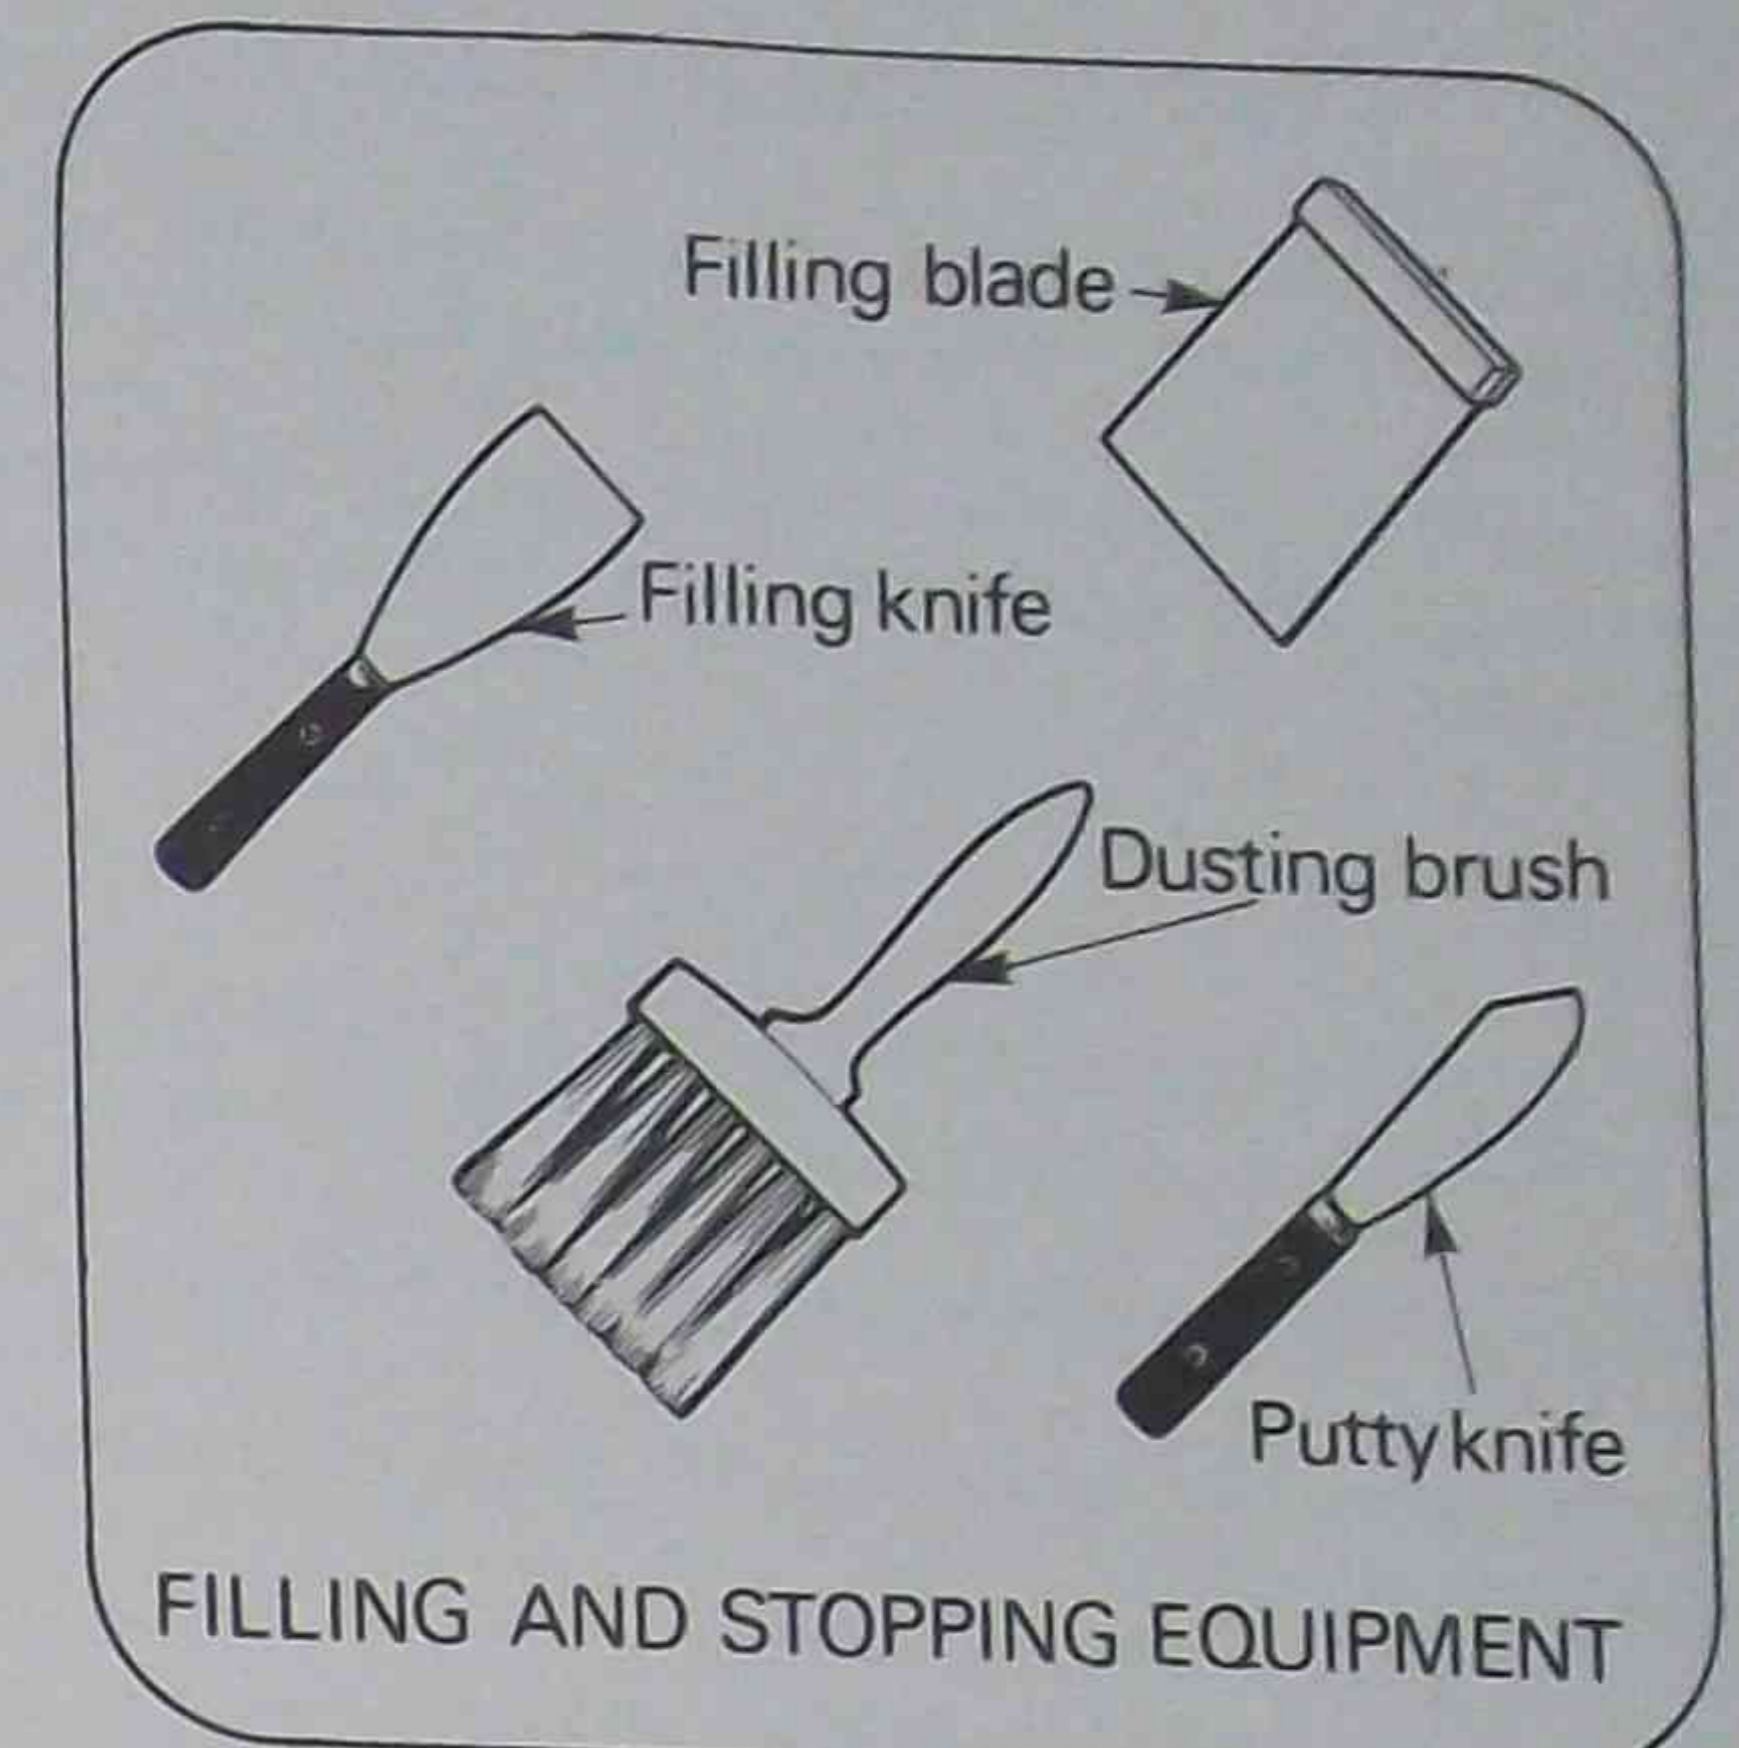 Filling blade
Filling knife
Dusting brush
Putty knife
FILLING AND STOPPING EQUIPMENT